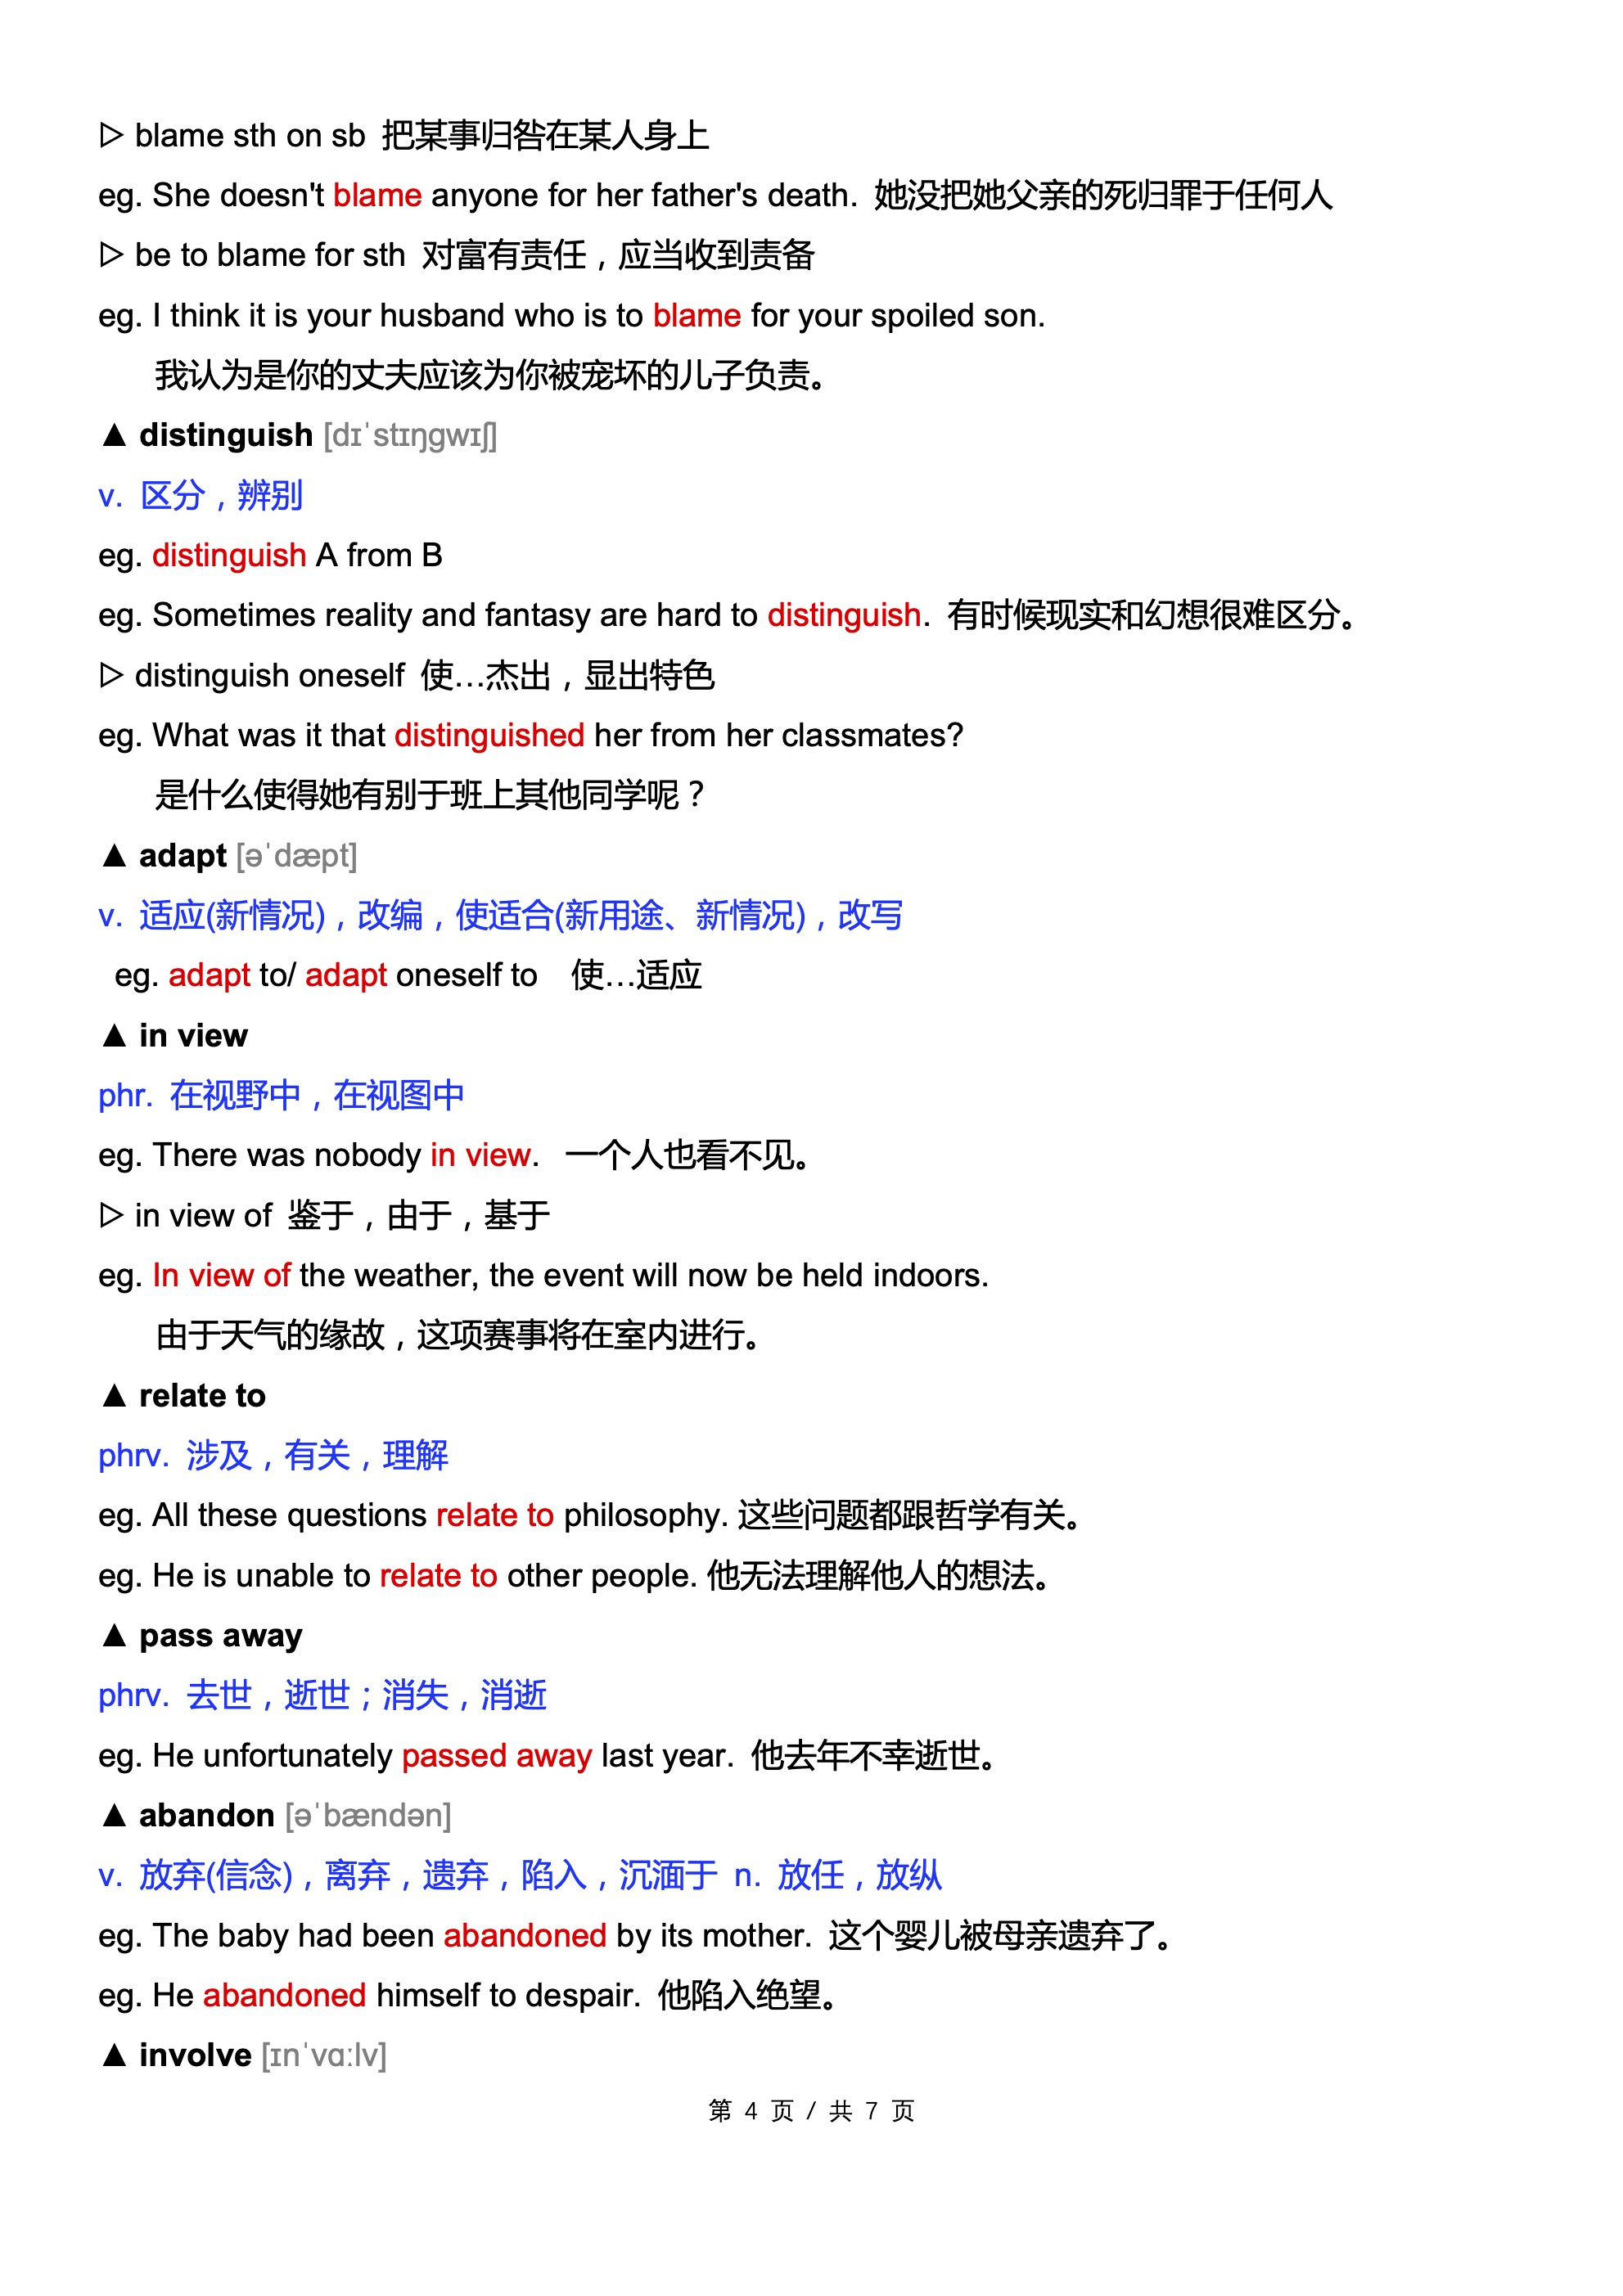 ▷ blame sth on sb 把某事归咎在某人身上
eg. She doesn't blame anyone for her father's death. 她没把她父亲的死归罪于任何人
▷ be to blame for sth 对富有责任，应当收到责备
eg. I think it is your husband who is to blame for your spoiled son.
我认为是你的丈夫应该为你被宠坏的儿子负责。
▲ distinguish [dɪˈstɪŋgwɪʃ]
v. 区分，辨别
eg. distinguish A from B
eg. Sometimes reality and fantasy are hard to distinguish. 有时候现实和幻想很难区分。
▷ distinguish oneself 使…杰出，显出特色
eg. What was it that distinguished her from her classmates?
是什么使得她有别于班上其他同学呢？
▲ adapt [əˈdæpt]
v. 适应(新情况)，改编，使适合(新用途、新情况)，改写
eg. adapt to/ adapt oneself to 使…适应
▲ in view
phr. 在视野中，在视图中
eg. There was nobody in view. 一个人也看不见。
▷ in view of 鉴于，由于，基于
eg. In view of the weather, the event will now be held indoors.
由于天气的缘故，这项赛事将在室内进行。
▲ relate to
phrv. 涉及，有关，理解
eg. All these questions relate to philosophy. 这些问题都跟哲学有关。
eg. He is unable to relate to other people. 他无法理解他人的想法。
▲ pass away
phrv. 去世，逝世；消失，消逝
eg. He unfortunately passed away last year. 他去年不幸逝世。
▲ abandon [əˈbændən]
v. 放弃(信念)，离弃，遗弃，陷入，沉湎于 n. 放任，放纵
eg. The baby had been abandoned by its mother. 这个婴儿被母亲遗弃了。
eg. He abandoned himself to despair. 他陷入绝望。
▲ involve [ɪnˈvɑːlv]
第 4 页 / 共 7 页